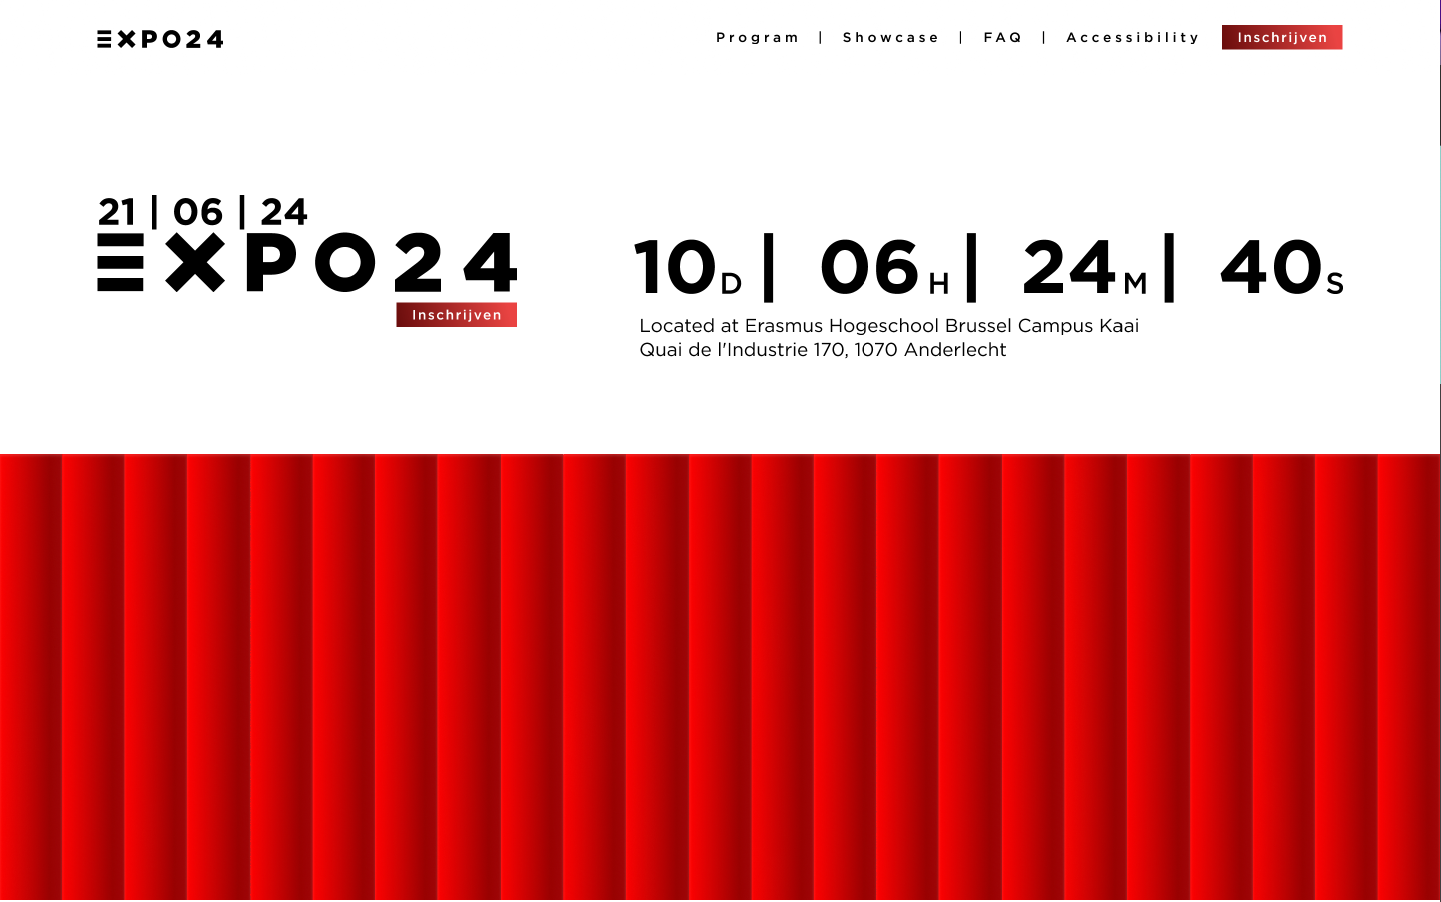 EXPO24
Program | Showcase | FAQ | Accessibility Inschrijven
21 | 06 | 24
EXPO24
Inschrijven
10D | 06H | 24M | 40S
Located at Erasmus Hogeschool Brussel Campus Kaai
Quai de l'Industrie 170, 1070 Anderlecht